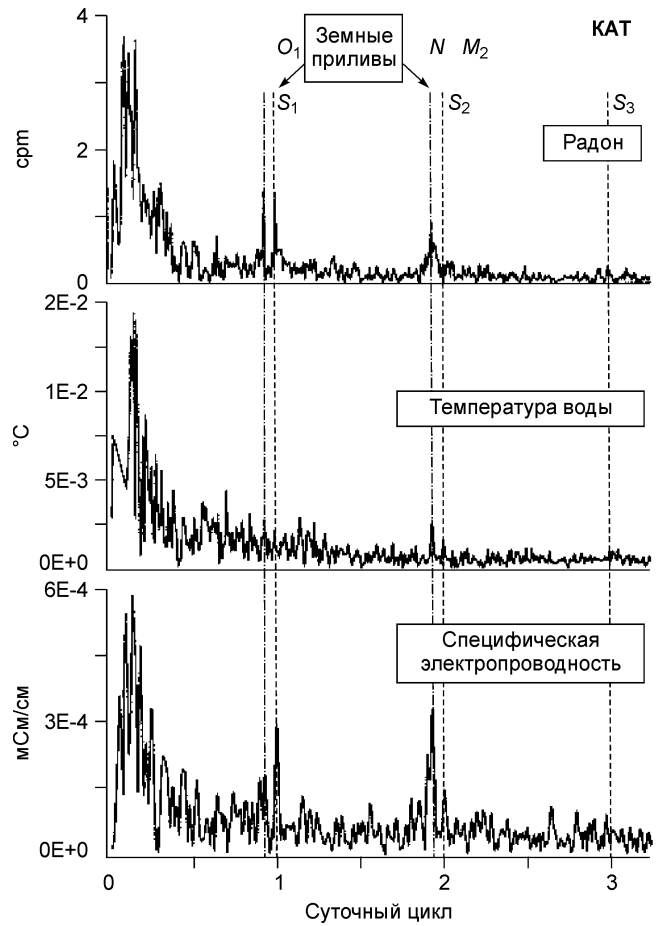 4
O₁
Земные
приливы
N
M₂
КАТ
S₁
S₂
S₃
Радон
cpm
2
0
2E-2
1E-2
Температура воды
°C
5E-3
0E+0
6E-4
Специфическая
электропроводность
мСм/см
3E-4
0E+0
0
1
2
3
Суточный цикл